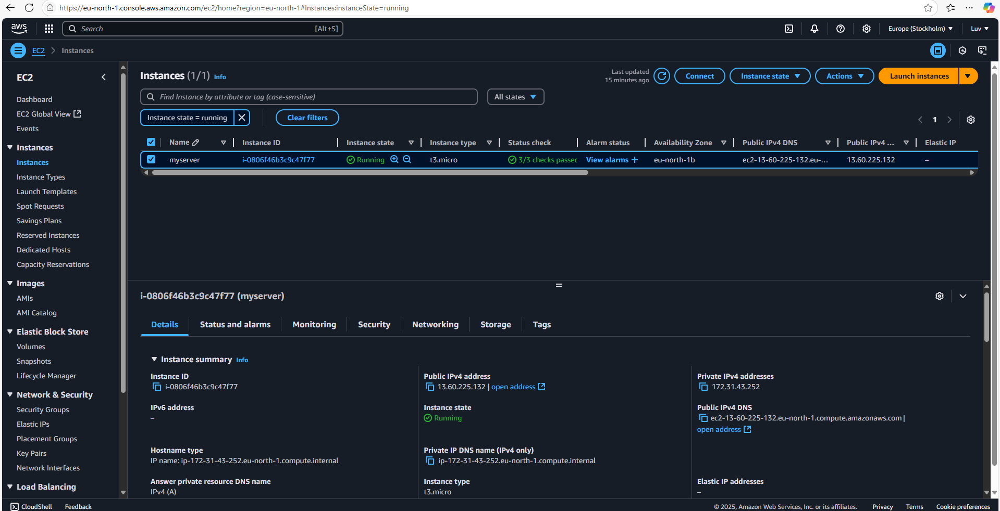 https://eu-north-1.console.aws.amazon.com/ec2/home?region=eu-north-1#Instances:instanceState=running
aws
Search
[Alt+S]
Europe (Stockholm)
Luv
EC2
Instances
EC2
Dashboard
EC2 Global View
Events
Instances
Instances
Instance Types
Launch Templates
Spot Requests
Savings Plans
Reserved Instances
Dedicated Hosts
Capacity Reservations
Images
AMIs
AMI Catalog
Elastic Block Store
Volumes
Snapshots
Lifecycle Manager
Network & Security
Security Groups
Elastic IPs
Placement Groups
Key Pairs
Network Interfaces
Load Balancing
Instances (1/1) Info
Last updated
15 minutes ago
Connect
Instance state
Actions
Launch instances
Find Instance by attribute or tag (case-sensitive)
All states
Instance state = running
Clear filters
1
Name Instance ID Instance state Instance type Status check Alarm status Availability Zone Public IPv4 DNS Public IPv4 ... Elastic IP
myserver i-0806f46b3c9c47f77 Running t3.micro 3/3 checks passec View alarms + eu-north-1b ec2-13-60-225-132.eu-... 13.60.225.132 –
i-0806f46b3c9c47f77 (myserver)
Details
Status and alarms
Monitoring
Security
Networking
Storage
Tags
Instance summary Info
Instance ID
i-0806f46b3c9c47f77
Public IPv4 address
13.60.225.132 | open address
Private IPv4 addresses
172.31.43.252
IPv6 address
–
Instance state
Running
Public IPv4 DNS
ec2-13-60-225-132.eu-north-1.compute.amazonaws.com |
open address
Hostname type
IP name: ip-172-31-43-252.eu-north-1.compute.internal
Private IP DNS name (IPv4 only)
ip-172-31-43-252.eu-north-1.compute.internal
Answer private resource DNS name
IPv4 (A)
Instance type
t3.micro
Elastic IP addresses
–
CloudShell
Feedback
© 2025, Amazon Web Services, Inc. or its affiliates.
Privacy
Terms
Cookie preferences